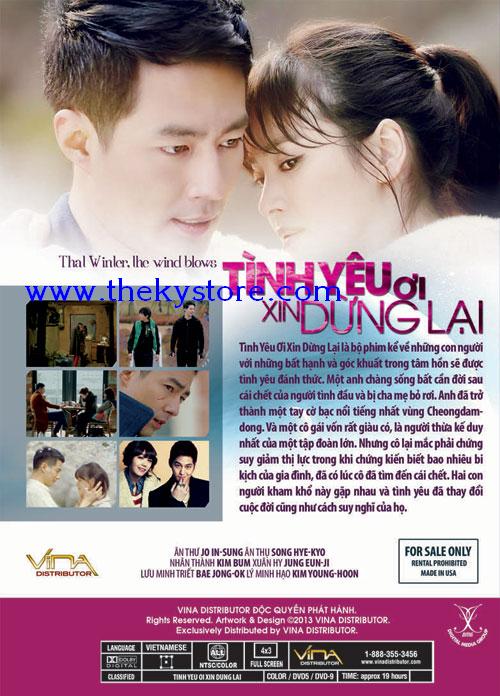 That Winter, the wind blows
TÌNH YÊU ƠI
XIN DỪNG LẠI
www.thekystore.com
Tình Yêu Ơi Xin Dừng Lại là bộ phim kể về những con người
với những bất hạnh và góc khuất trong tâm hồn sẽ được
tình yêu đánh thức. Một anh chàng sống bất cần đời sau
cái chết của người tình đầu và bị cha mẹ bỏ rơi. Anh đã trở
thành một tay cờ bạc nổi tiếng nhất vùng Cheongdam-
dong. Và một cô gái vốn rất giàu có, là người thừa kế duy
nhất của một tập đoàn lớn. Nhưng cô lại mắc phải chứng
suy giảm thị lực trong khi chứng kiến biết bao nhiêu bi
kịch của gia đình, đã có lúc cô đã tìm đến cái chết. Hai con
người kham khổ này gặp nhau và tình yêu đã thay đổi
cuộc đời cũng như cách suy nghĩ của họ.
VINA
DISTRIBUTOR
ÂN THƯ JO IN-SUNG ÂN THỤ SONG HYE-KYO
NHÂN THÀNH KIM BUM XUÂN HY JUNG EUN-JI
LƯU MINH TRIẾT BAE JONG-OK LÝ MINH HẠO KIM YOUNG-HOON
FOR SALE ONLY
RENTAL PROHIBITED
MADE IN USA
VINA DISTRIBUTOR ĐỘC QUYỀN PHÁT HÀNH.
All Rights Reserved. Artwork & Design ©2013 VINA DISTRIBUTOR.
Exclusively Distributed by VINA DISTRIBUTOR.
DIGITAL MEDIA GROUP
LANGUAGE VIETNAMESE ALL 4x3 VINA DISTRIBUTOR 1-888-355-3456
DOLBY DIGITAL NTSC/COLOR FULL SCREEN www.vinadistributor.com
CLASSIFIED TINH YEU OI XIN DUNG LAI COLOR / DVD5 / DVD-9 TIME: approx 19 hours